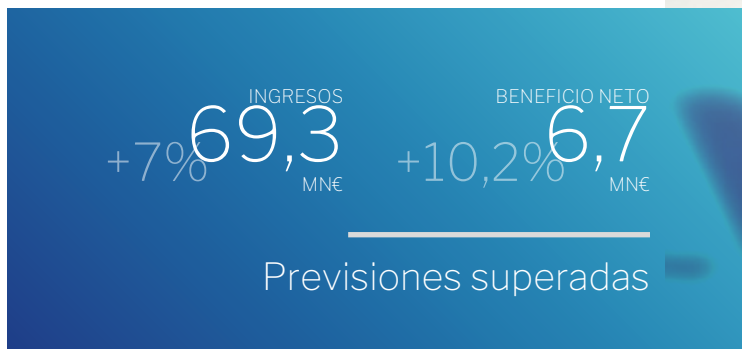 INGRESOS
+7% 69,3
MN€
BENEFICIO NETO
+10,2% 6,7
MN€
Previsiones superadas